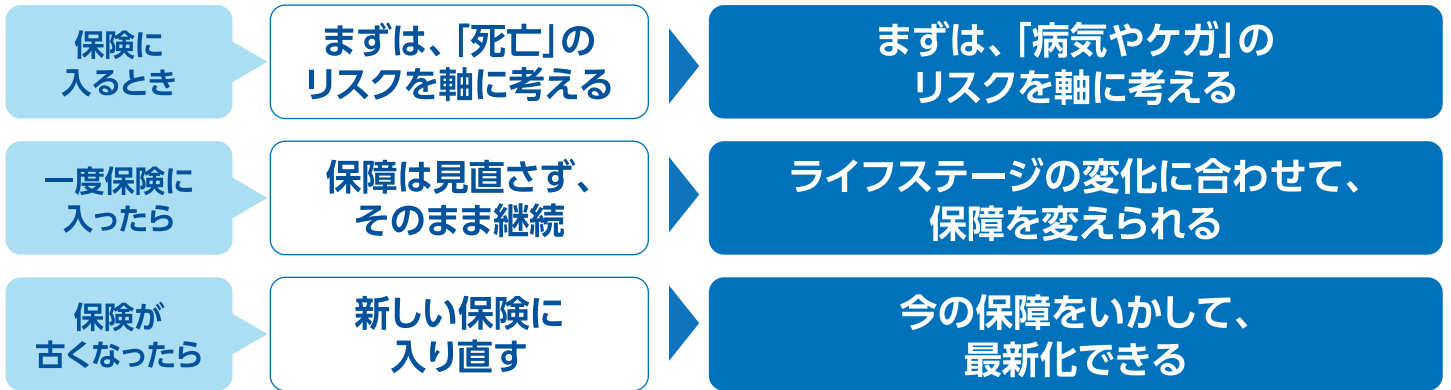 保険に
入るとき
まずは、「死亡」の
リスクを軸に考える
まずは、「病気やケガ」の
リスクを軸に考える
一度保険に
入ったら
保障は見直さず、
そのまま継続
ライフステージの変化に合わせて、
保障を変えられる
保険が
古くなったら
新しい保険に
入り直す
今の保障をいかして、
最新化できる